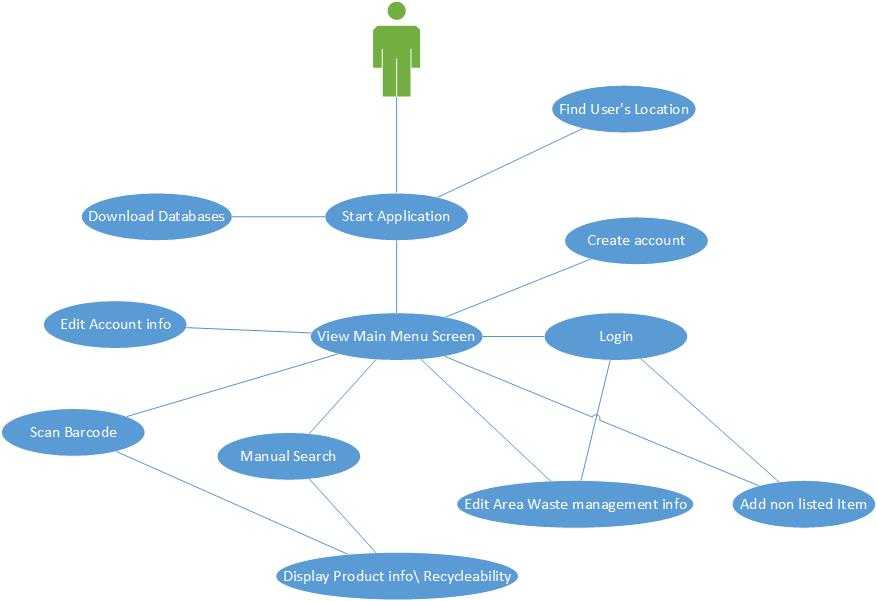 Find User's Location
Download Databases
Start Application
Create account
Edit Account info
View Main Menu Screen
Login
Scan Barcode
Manual Search
Edit Area Waste management info
Add non listed Item
Display Product info\ Recycleability